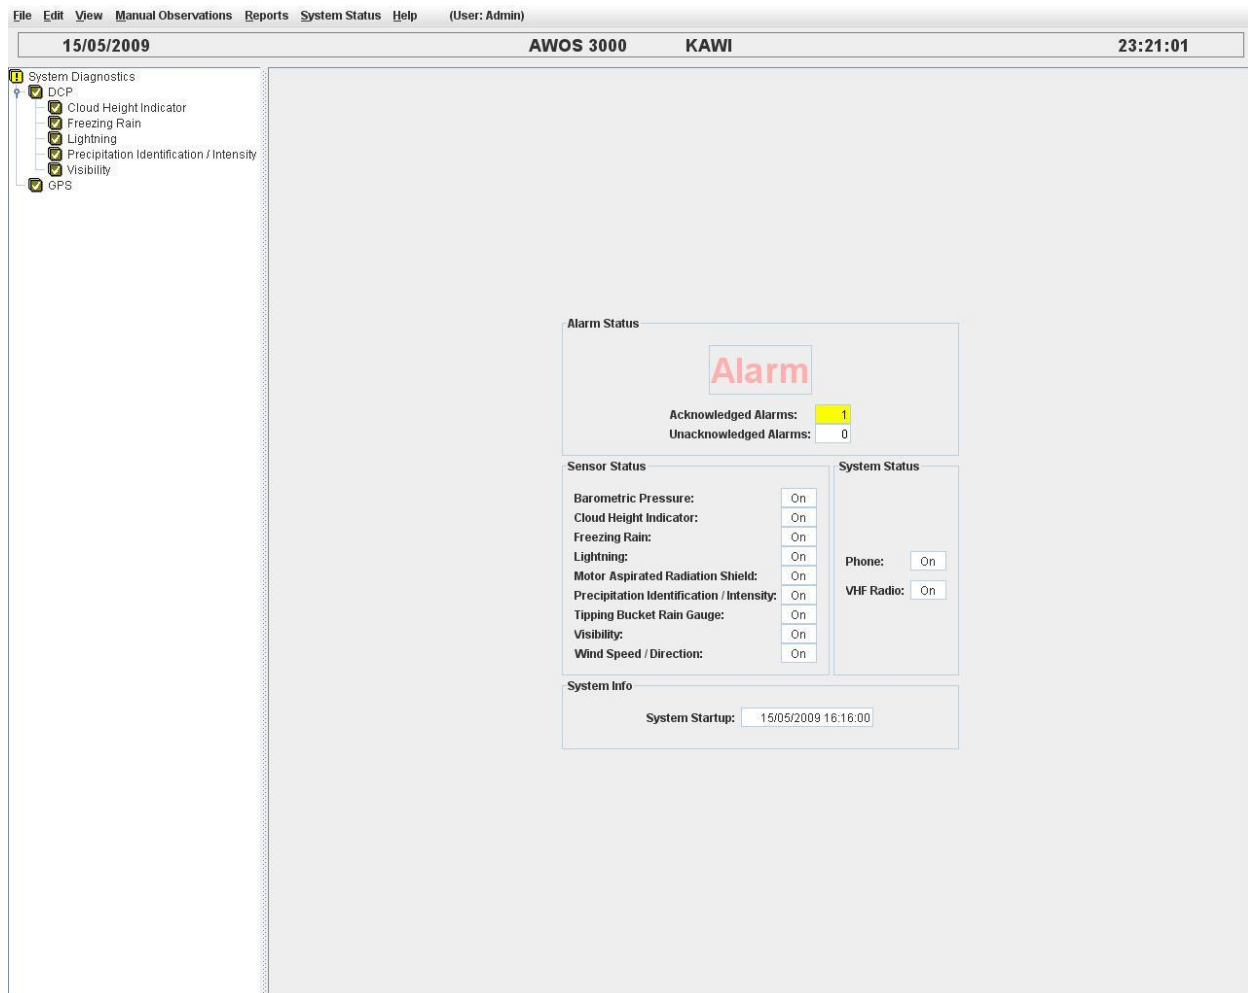 File Edit View Manual Observations Reports System Status Help (User: Admin)
15/05/2009 AWOS 3000 KAWI 23:21:01
System Diagnostics
DCP
Cloud Height Indicator
Freezing Rain
Lightning
Precipitation Identification / Intensity
Visibility
GPS
Alarm Status
Alarm
Acknowledged Alarms: 1
Unacknowledged Alarms: 0
Sensor Status
Barometric Pressure: On
Cloud Height Indicator: On
Freezing Rain: On
Lightning: On
Motor Aspirated Radiation Shield: On
Precipitation Identification / Intensity: On
Tipping Bucket Rain Gauge: On
Visibility: On
Wind Speed / Direction: On
System Status
Phone: On
VHF Radio: On
System Info
System Startup: 15/05/2009 16:16:00